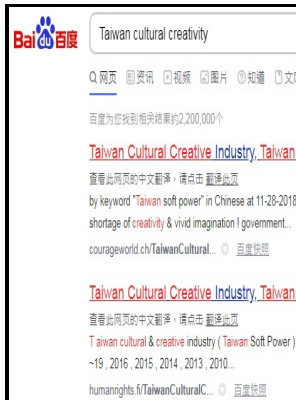 Bai百度 Taiwan cultural creativity
网页 资讯 视频 图片 知道
百度为您找到相关结果约2,200,000个
Taiwan Cultural Creative Industry, Taiwan
查看此网页的中文翻译，请点击 翻译此页
by keyword "Taiwan soft power" in Chinese at 11-28-2018
shortage of creativity & vivid imagination ! government...
courageworld.ch/TaiwanCultural... 百度快照
Taiwan Cultural Creative Industry, Taiwan
查看此网页的中文翻译，请点击 翻译此页
T aiwan cultural & creative industry ( Taiwan Soft Power )
~19 , 2016 , 2015 , 2014 , 2013 , 2010...
humanrights.fi/TaiwanCulturalC... 百度快照